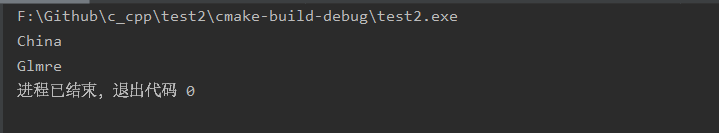 F:\Github\c_cpp\test2\cmake-build-debug\test2.exe
China
Glmre
进程已结束，退出代码 0